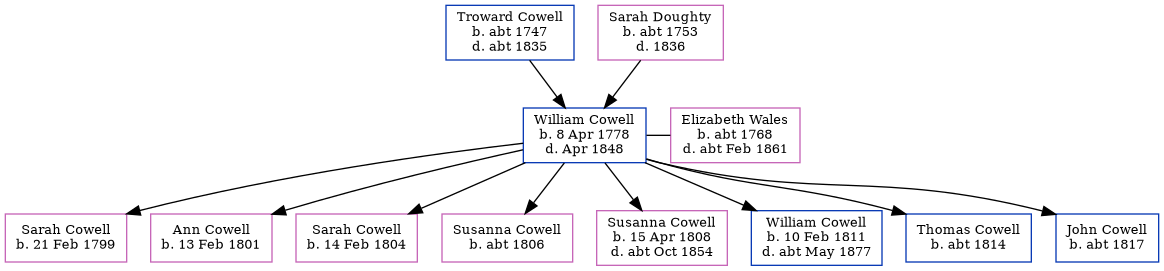 Troward Cowell
b. abt 1747
d. abt 1835
Sarah Doughty
b. abt 1753
d. 1836
William Cowell
b. 8 Apr 1778
d. Apr 1848
Elizabeth Wales
b. abt 1768
d. abt Feb 1861
Sarah Cowell
b. 21 Feb 1799
Ann Cowell
b. 13 Feb 1801
Sarah Cowell
b. 14 Feb 1804
Susanna Cowell
b. abt 1806
Susanna Cowell
b. 15 Apr 1808
d. abt Oct 1854
William Cowell
b. 10 Feb 1811
d. abt May 1877
Thomas Cowell
b. abt 1814
John Cowell
b. abt 1817